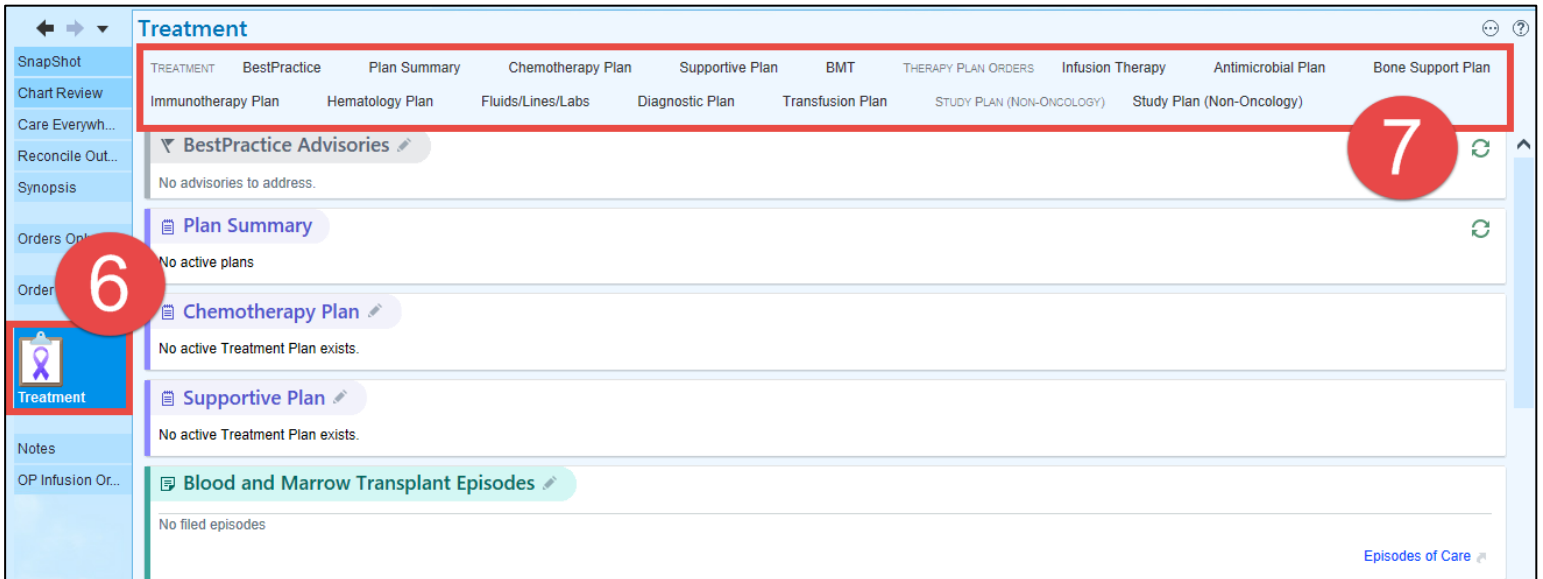 Treatment
SnapShot
Chart Review
Care Everywh...
Reconcile Out...
Synopsis
Orders
Order
6
Treatment
Notes
OP Infusion Or...
TREATMENT BestPractice Plan Summary Chemotherapy Plan Supportive Plan BMT THERAPY PLAN ORDERS Infusion Therapy Antimicrobial Plan Bone Support Plan
Immunotherapy Plan Hematology Plan Fluids/Lines/Labs Diagnostic Plan Transfusion Plan STUDY PLAN (NON-ONCOLOGY) Study Plan (Non-Oncology)
7
BestPractice Advisories
No advisories to address.
Plan Summary
No active plans
Chemotherapy Plan
No active Treatment Plan exists.
Supportive Plan
No active Treatment Plan exists.
Blood and Marrow Transplant Episodes
No filed episodes
Episodes of Care